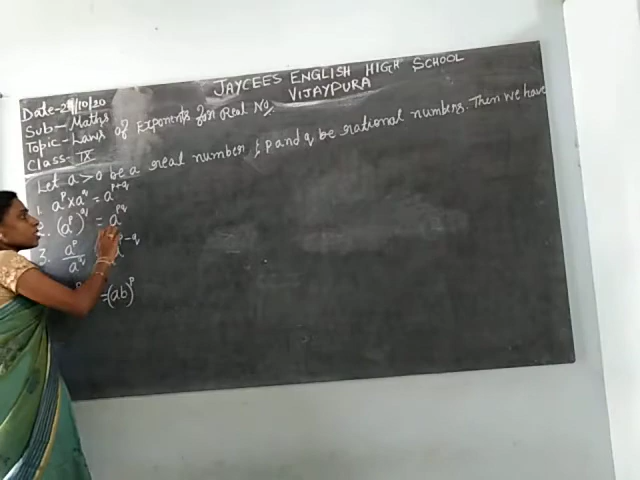 JAYCEES ENGLISH HIGH SCHOOL
VIJAYPURA
Date-29/10/20
Sub- Maths
Topic-Laws of Exponents for Real No.
Class- IX
Let a>0 be a real number & p and q be rational numbers. Then we have
1. a^p × a^q = a^p+q
2. (a^p)^q = a^pq
3. a^p/a^q = a^p-q
=(ab)^p